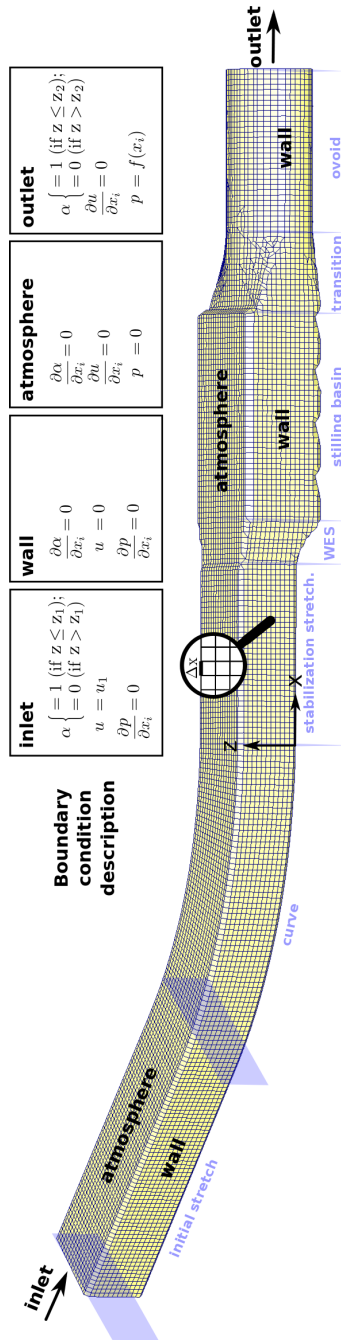 Boundary
condition
description
inlet
α { = 1 (if z ≤ z₁);
= 0 (if z > z₁)
u = u₁
∂p/∂xᵢ = 0
wall
∂α/∂xᵢ = 0
u = 0
∂p/∂xᵢ = 0
atmosphere
∂α/∂xᵢ = 0
∂u/∂xᵢ = 0
p = 0
outlet
α { = 1 (if z ≤ z₂);
= 0 (if z > z₂)
∂u/∂xᵢ = 0
p = f(xᵢ)
inlet
atmosphere
wall
initial stretch
curve
Z
X
Δx
stabilization stretch.
WES
atmosphere
wall
stilling basin
transition
wall
ovoid
outlet